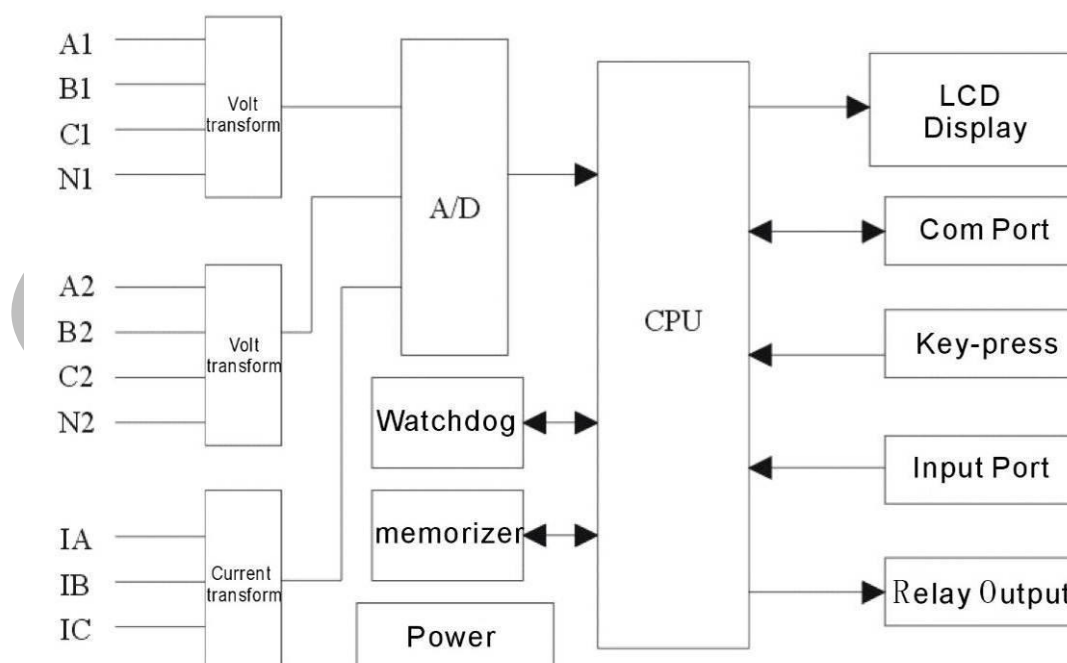 A1
B1
C1
N1
Volt
transform
A2
B2
C2
N2
Volt
transform
IA
IB
IC
Current
transform
A/D
Watchdog
memorizer
Power
CPU
LCD
Display
Com Port
Key-press
Input Port
Relay Output